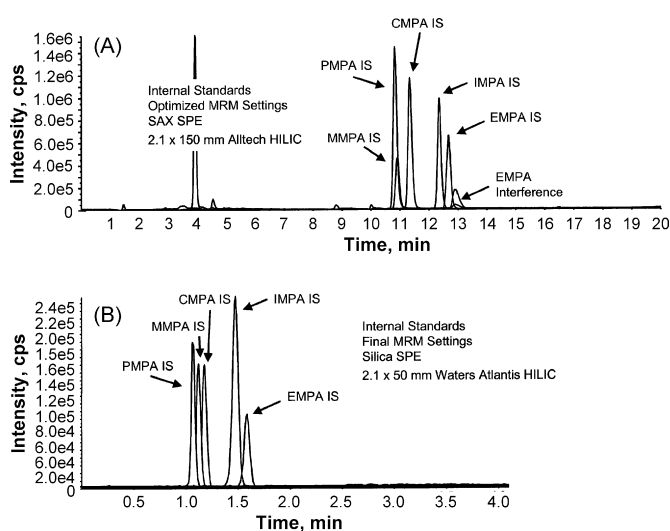 (A)
Intensity, cps
1.6e6
1.4e6
1.2e6
1.0e6
8.0e5
6.0e5
4.0e5
2.0e5
0
Internal Standards
Optimized MRM Settings
SAX SPE
2.1 x 150 mm Alltech HILIC
CMPA IS
PMPA IS
IMPA IS
EMPA IS
MMPA IS
EMPA
Interference
1 2 3 4 5 6 7 8 9 10 11 12 13 14 15 16 17 18 19 20
Time, min
(B)
Intensity, cps
2.4e5
2.2e5
2.0e5
1.8e5
1.6e5
1.4e5
1.2e5
1.0e5
8.0e4
6.0e4
4.0e4
2.0e4
0.0
CMPA IS
IMPA IS
MMPA IS
PMPA IS
EMPA IS
Internal Standards
Final MRM Settings
Silica SPE
2.1 x 50 mm Waters Atlantis HILIC
0.5 1.0 1.5 2.0 2.5 3.0 3.5 4.0
Time, min